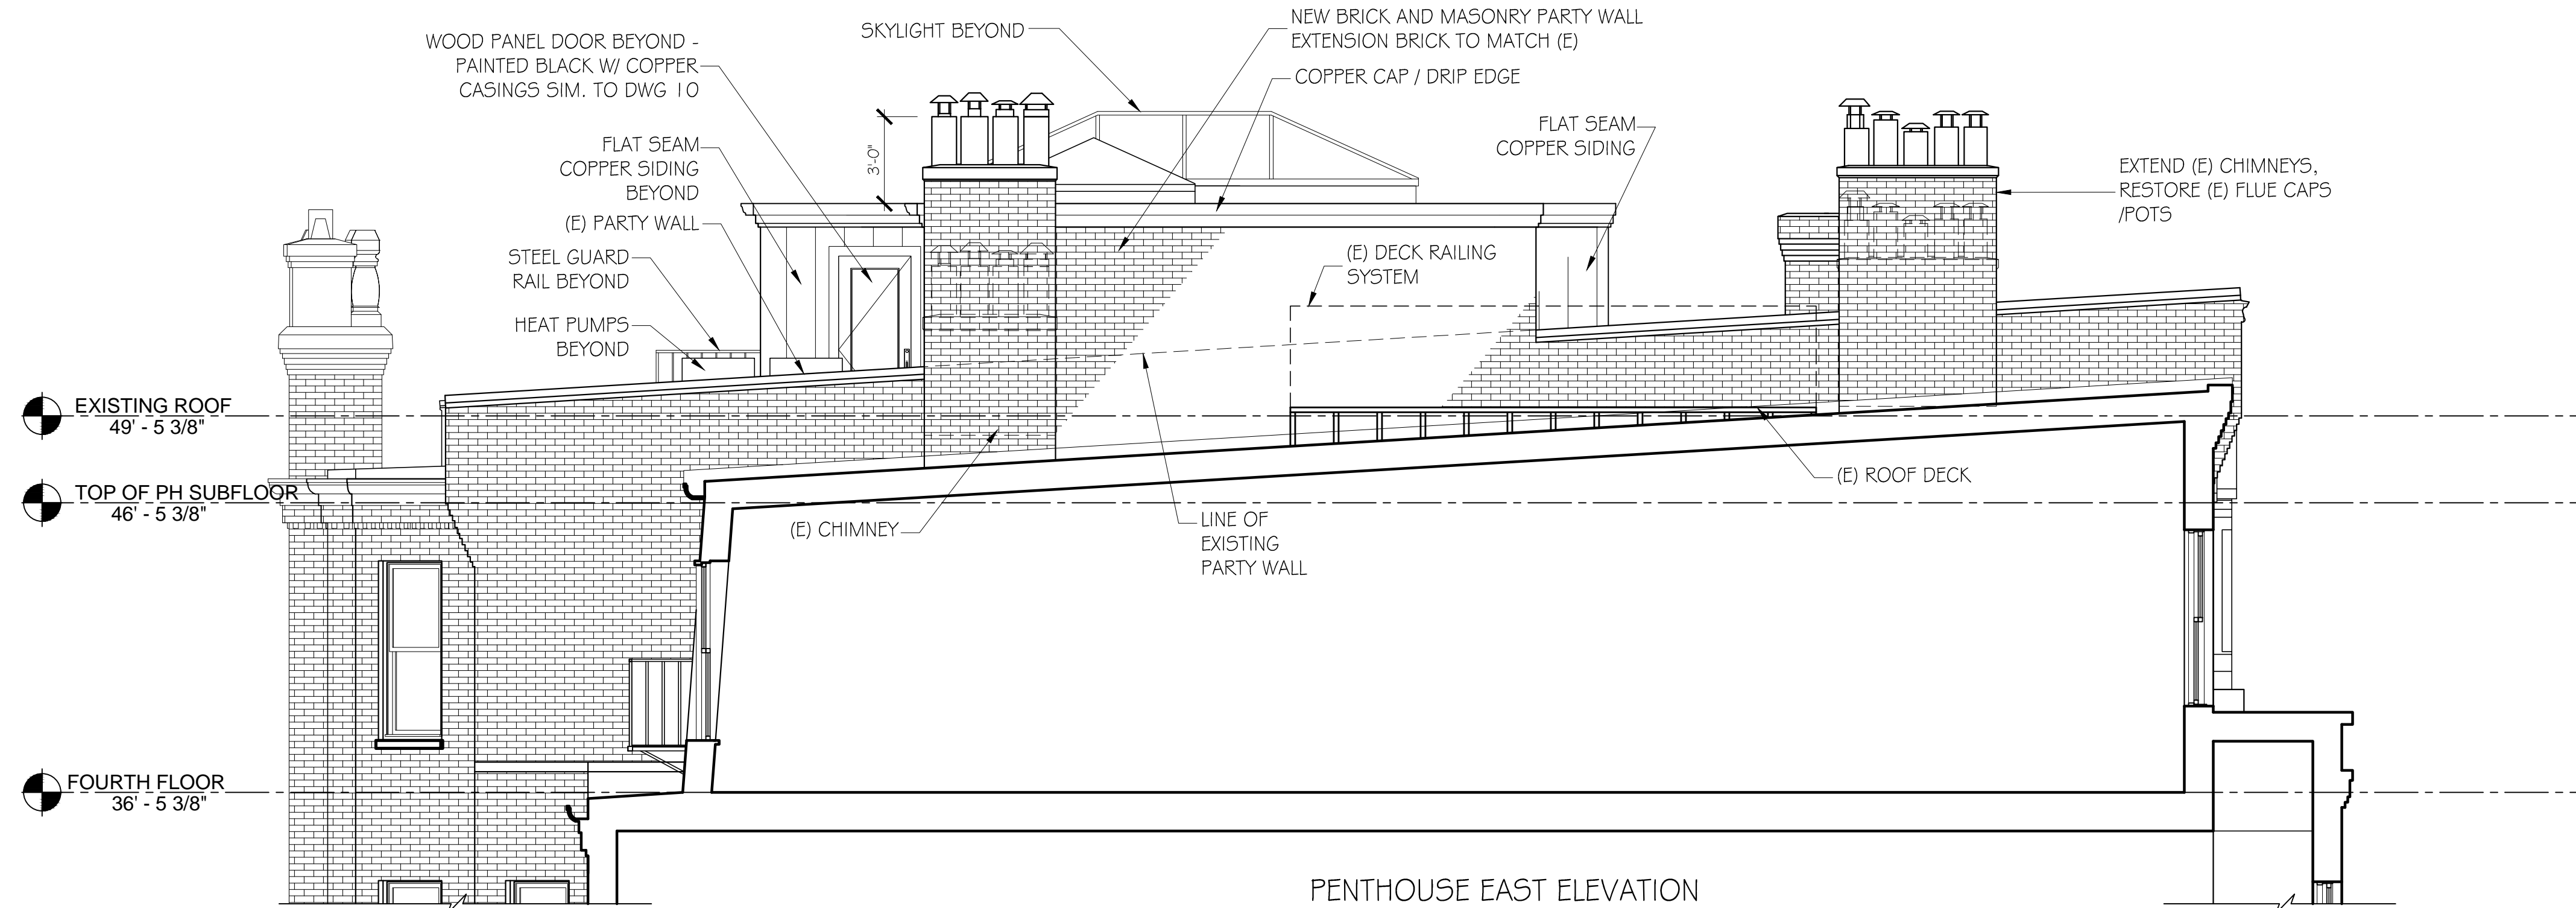 WOOD PANEL DOOR BEYOND -
PAINTED BLACK W/ COPPER
CASINGS SIM. TO DWG 10
SKYLIGHT BEYOND
NEW BRICK AND MASONRY PARTY WALL
EXTENSION BRICK TO MATCH (E)
COPPER CAP / DRIP EDGE
FLAT SEAM
COPPER SIDING
BEYOND
3'-0"
FLAT SEAM
COPPER SIDING
EXTEND (E) CHIMNEYS,
RESTORE (E) FLUE CAPS
/POTS
(E) PARTY WALL
STEEL GUARD
RAIL BEYOND
(E) DECK RAILING
SYSTEM
HEAT PUMPS
BEYOND
EXISTING ROOF
49' - 5 3/8"
(E) ROOF DECK
TOP OF PH SUBFLOOR
46' - 5 3/8"
(E) CHIMNEY
LINE OF
EXISTING
PARTY WALL
FOURTH FLOOR
36' - 5 3/8"
PENTHOUSE EAST ELEVATION